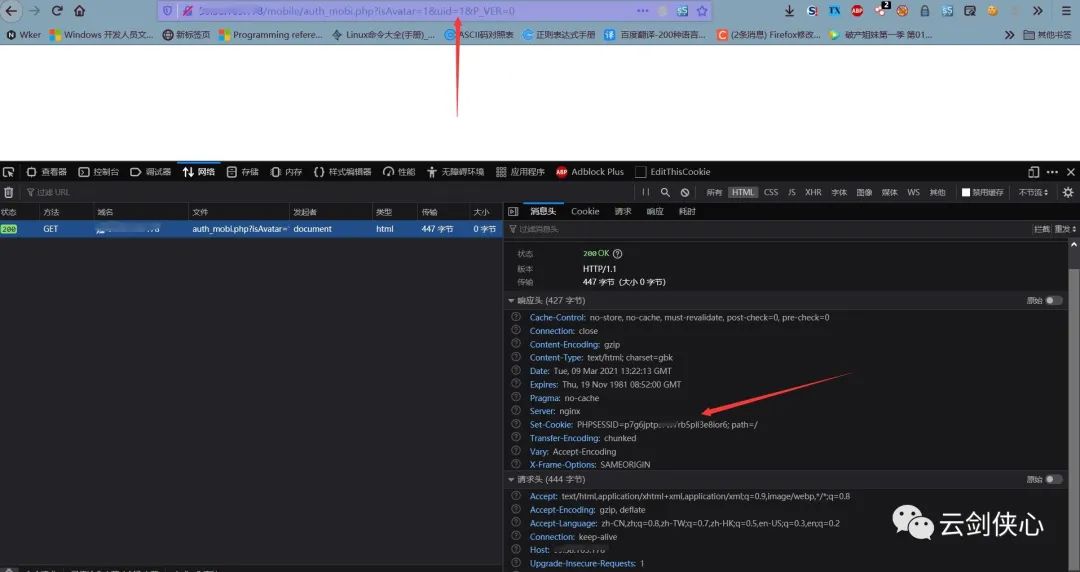 /mobile/auth_mobi.php?isAvatar=1&uid=1&P_VER=0
Wker Windows 开发人员文... 新标签页 Programming refere... Linux命令大全(手册)_... ASCII码对照表 正则表达式手册 百度翻译-200种语言... (2条消息) Firefox修改... 破产姐妹第一季 第01... 其他书签
查看器 控制台 调试器 网络 存储 内存 样式编辑器 性能 无障碍环境 应用程序 Adblock Plus EditThisCookie
过滤 URL 所有 HTML CSS JS XHR 字体 图像 媒体 WS 其他 禁用缓存 不节流
状态 方法 域名 文件 发起者 类型 传输 大小 消息头 Cookie 请求 响应 耗时
200 GET auth_mobi.php?isAvatar= document html 447 字节 0 字节 过滤消息头 拦截 重发
状态 200 OK
版本 HTTP/1.1
传输 447 字节 (大小 0 字节)
响应头 (427 字节) 原始
Cache-Control: no-store, no-cache, must-revalidate, post-check=0, pre-check=0
Connection: close
Content-Encoding: gzip
Content-Type: text/html; charset=gbk
Date: Tue, 09 Mar 2021 13:22:13 GMT
Expires: Thu, 19 Nov 1981 08:52:00 GMT
Pragma: no-cache
Server: nginx
Set-Cookie: path=/
Transfer-Encoding: chunked
Vary: Accept-Encoding
X-Frame-Options: SAMEORIGIN
请求头 (444 字节) 原始
Accept: text/html,application/xhtml+xml,application/xml;q=0.9,image/webp,*/*;q=0.8
Accept-Encoding: gzip, deflate
Accept-Language: zh-CN,zh;q=0.8,zh-TW;q=0.7,zh-HK;q=0.5,en-US;q=0.3,en;q=0.2
Connection: keep-alive
Host:
Upgrade-Insecure-Requests: 1
云剑侠心